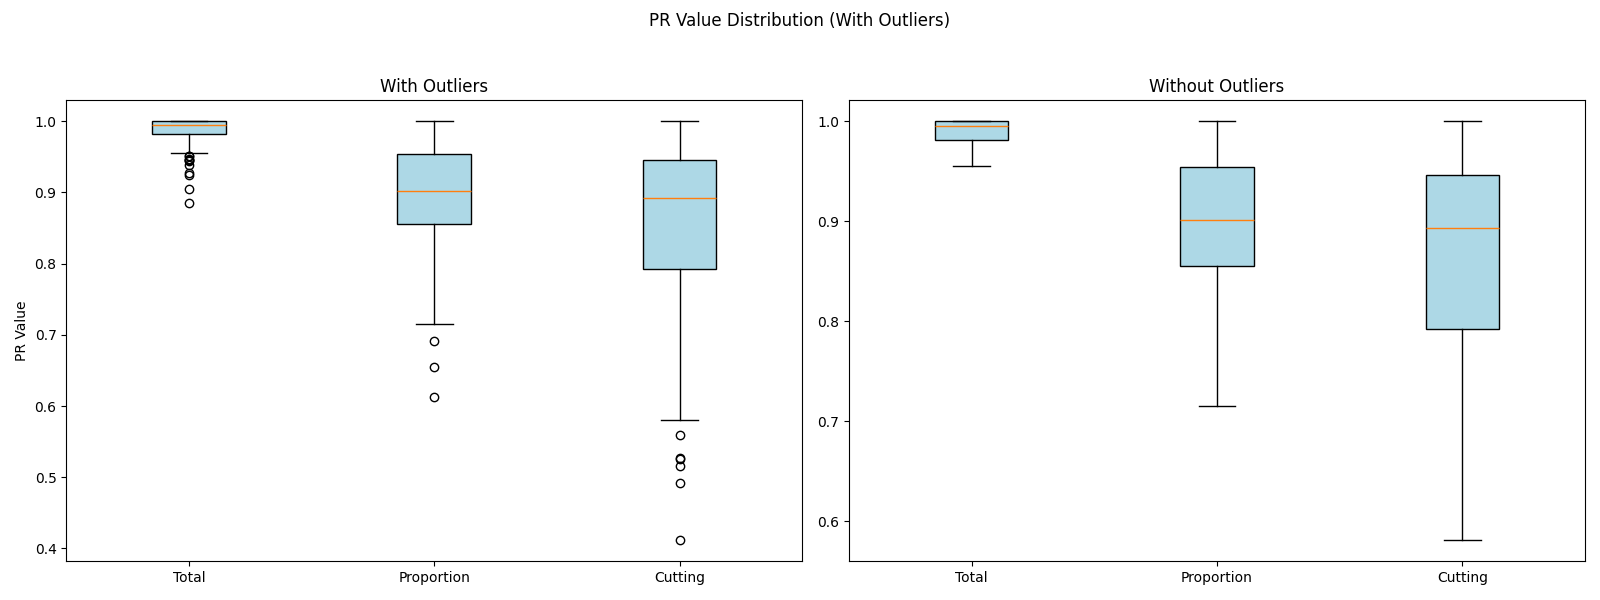 PR Value Distribution (With Outliers)
With Outliers
PR Value
1.0
0.9
0.8
0.7
0.6
0.5
0.4
Total
Proportion
Cutting
Without Outliers
1.0
0.9
0.8
0.7
0.6
Total
Proportion
Cutting